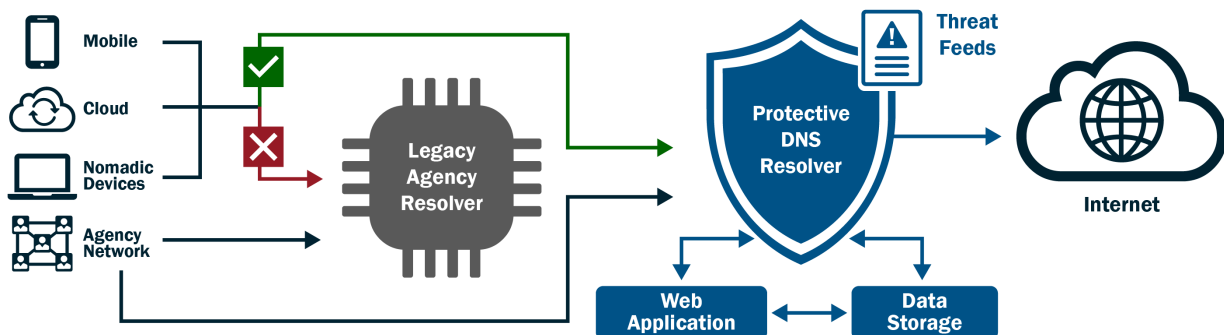 Mobile
Cloud
Nomadic
Devices
Agency
Network
Legacy
Agency
Resolver
Protective
DNS
Resolver
Threat
Feeds
Internet
Web
Application
Data
Storage